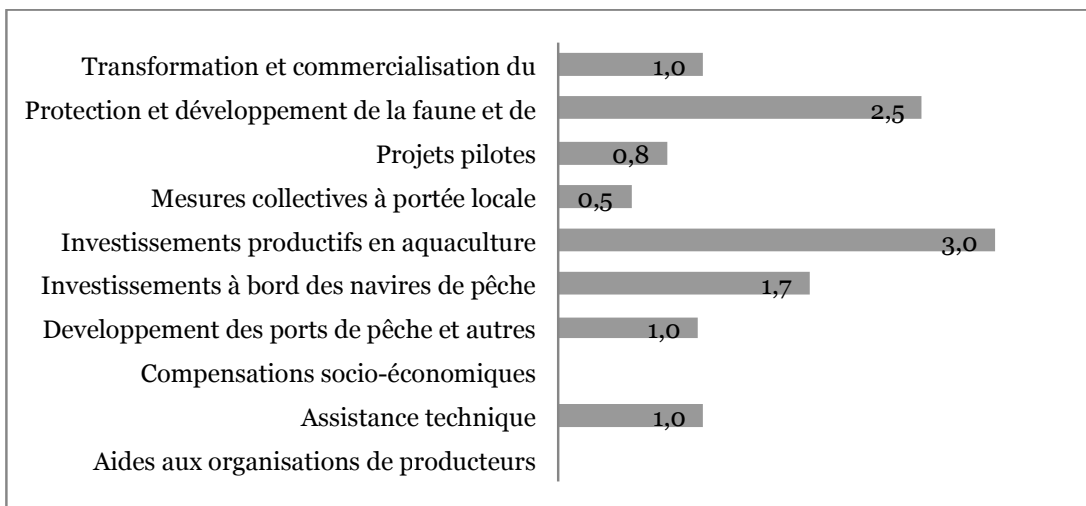 Transformation et commercialisation du 1,0
Protection et développement de la faune et de 2,5
Projets pilotes 0,8
Mesures collectives à portée locale 0,5
Investissements productifs en aquaculture 3,0
Investissements à bord des navires de pêche 1,7
Developpement des ports de pêche et autres 1,0
Compensations socio-économiques
Assistance technique 1,0
Aides aux organisations de producteurs